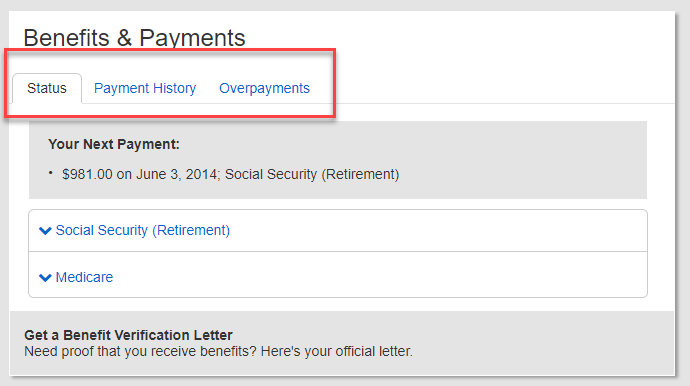 Benefits & Payments
Status Payment History Overpayments
Your Next Payment:
• $981.00 on June 3, 2014; Social Security (Retirement)
Social Security (Retirement)
Medicare
Get a Benefit Verification Letter
Need proof that you receive benefits? Here's your official letter.